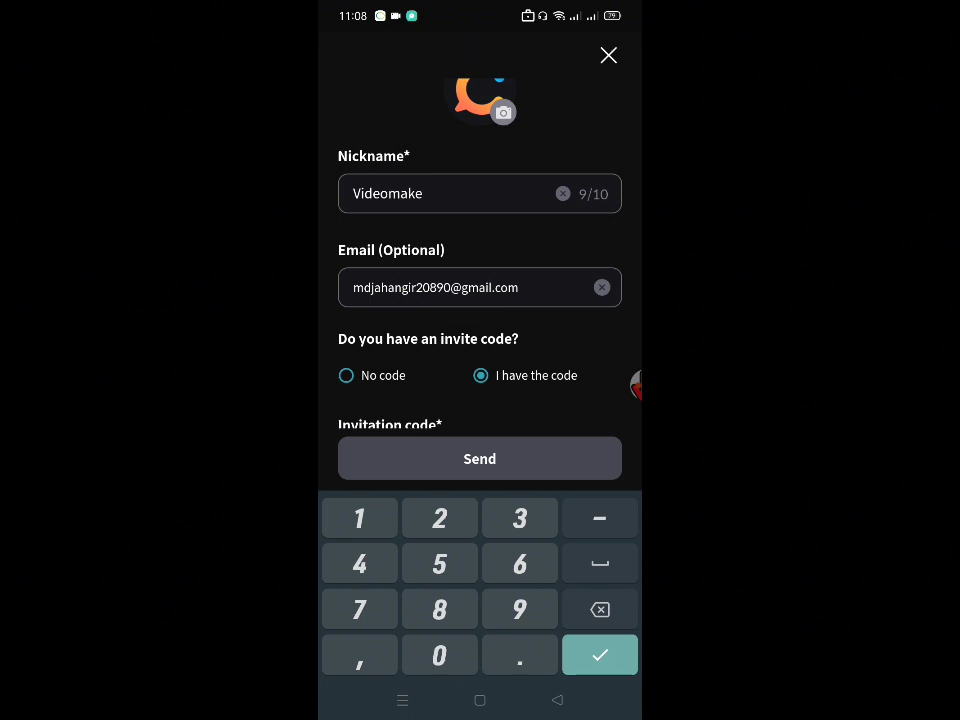 11:08
79
Nickname*
Videomake
9/10
Email (Optional)
mdjahangir20890@gmail.com
Do you have an invite code?
No code
I have the code
Invitation code*
Send
1 2 3 -
4 5 6
7 8 9
, 0 .